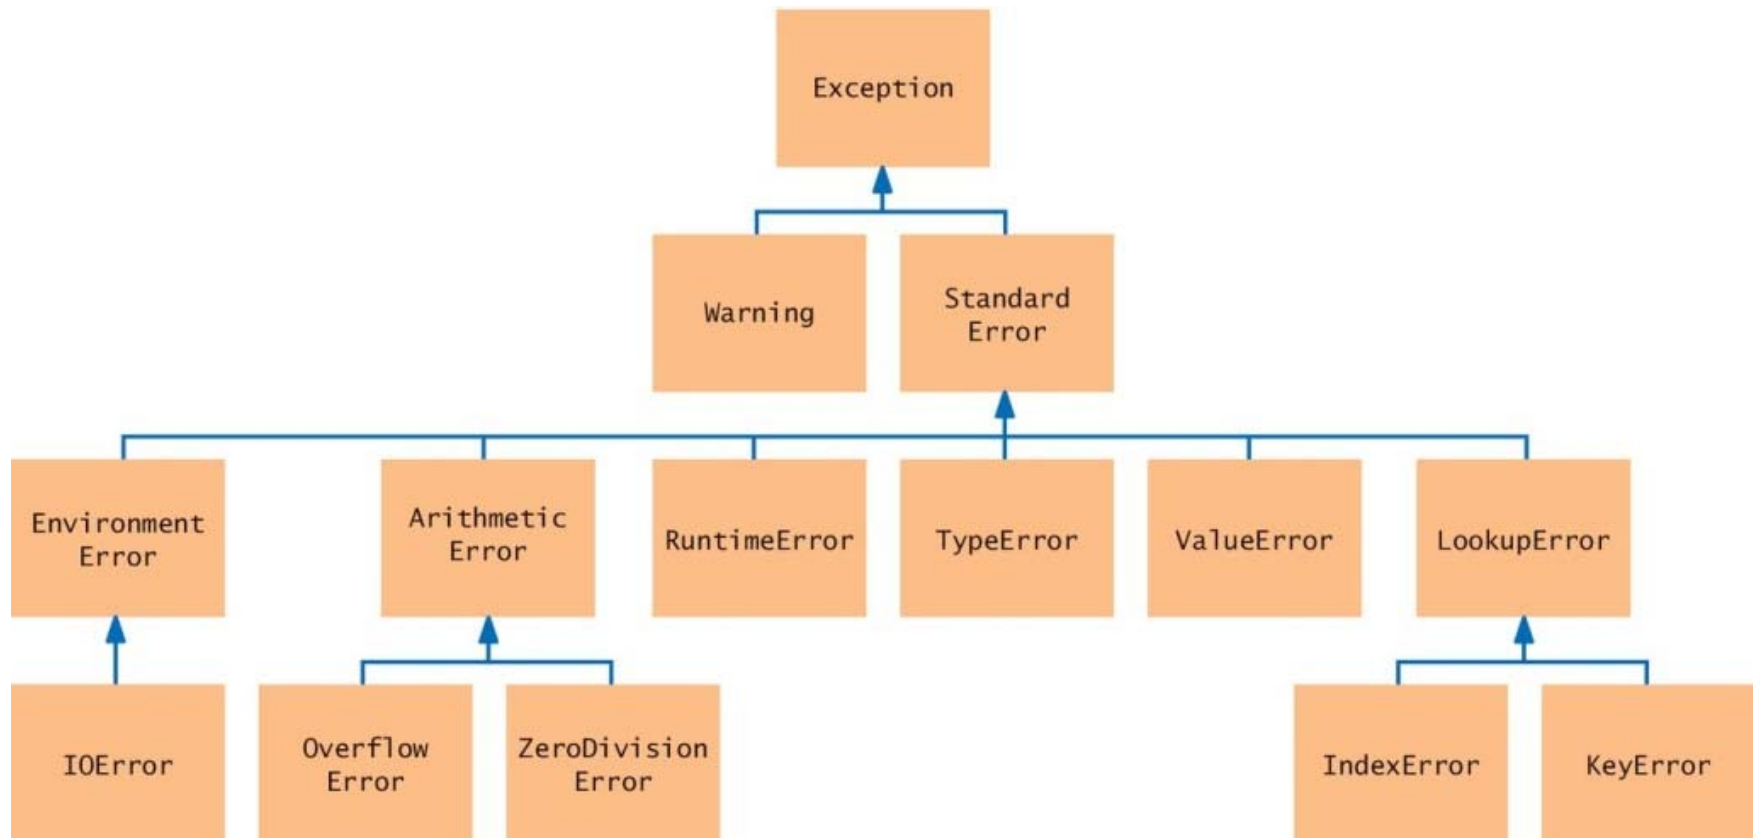 Exception
Warning
Standard
Error
Environment
Error
Arithmetic
Error
RuntimeError
TypeError
ValueError
LookupError
IOError
Overflow
Error
ZeroDivision
Error
IndexError
KeyError